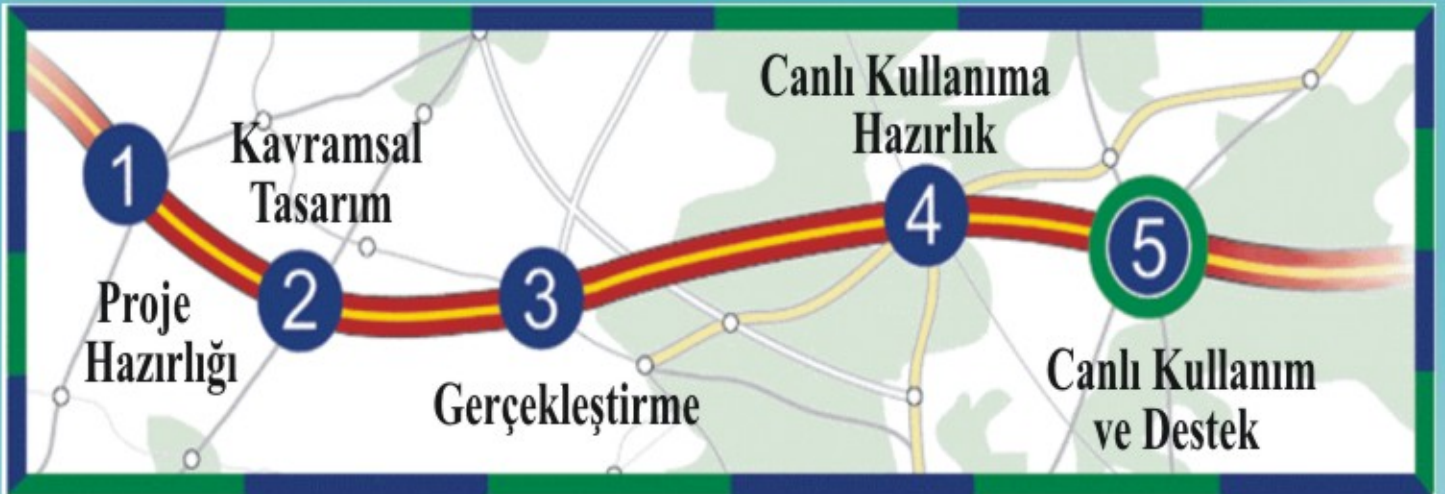 1
Proje
Hazırlığı
2
Kavramsal
Tasarım
3
Gerçekleştirme
4
Canlı Kullanıma
Hazırlık
5
Canlı Kullanım
ve Destek